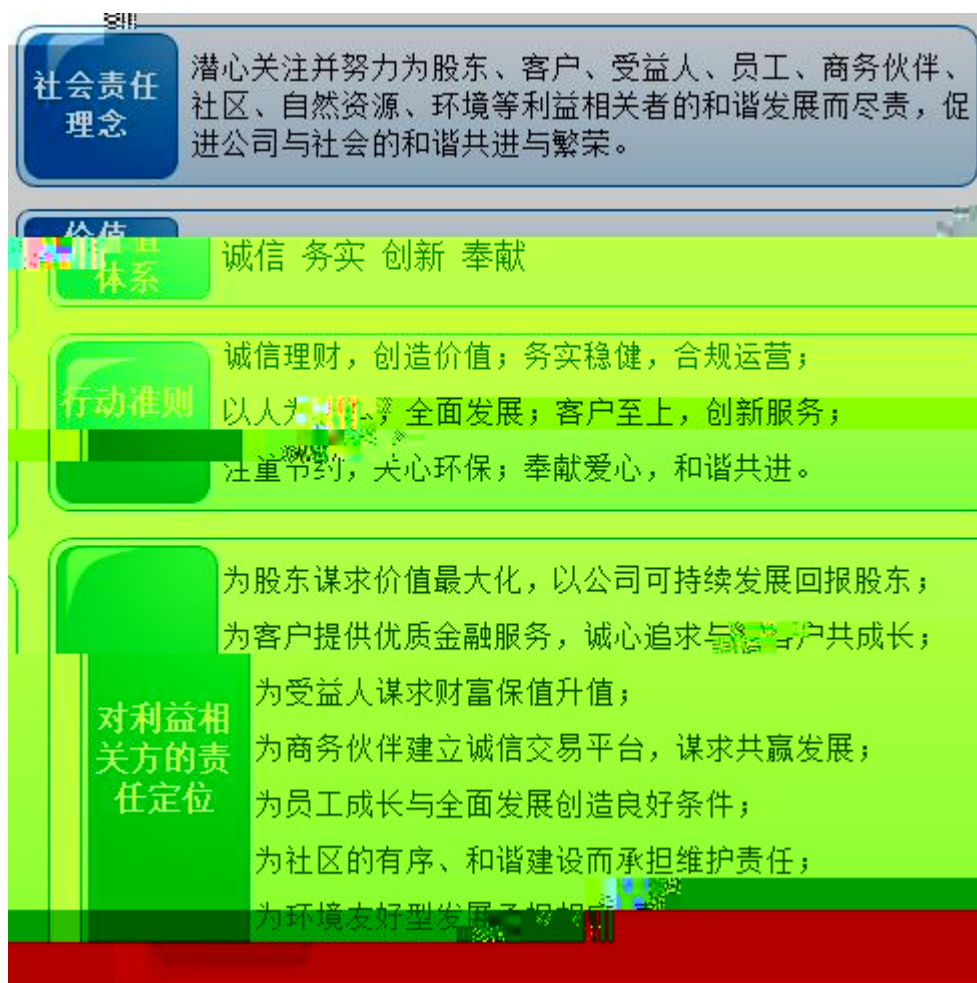 社会责任
理念
潜心关注并努力为股东、客户、受益人、员工、商务伙伴、
社区、自然资源、环境等利益相关者的和谐发展而尽责，促
进公司与社会的和谐共进与繁荣。
价值
体系
诚信 务实 创新 奉献
行动准则
诚信理财，创造价值；务实稳健，合规运营；
以人为 ；全面发展；客户至上，创新服务；
注重节约，关心环保；奉献爱心，和谐共进。
对利益相
关方的责
任定位
为股东谋求价值最大化，以公司可持续发展回报股东；
为客户提供优质金融服务，诚心追求与 客户共成长；
为受益人谋求财富保值升值；
为商务伙伴建立诚信交易平台，谋求共赢发展；
为员工成长与全面发展创造良好条件；
为社区的有序、和谐建设而承担维护责任；
为环境友好型发展承担